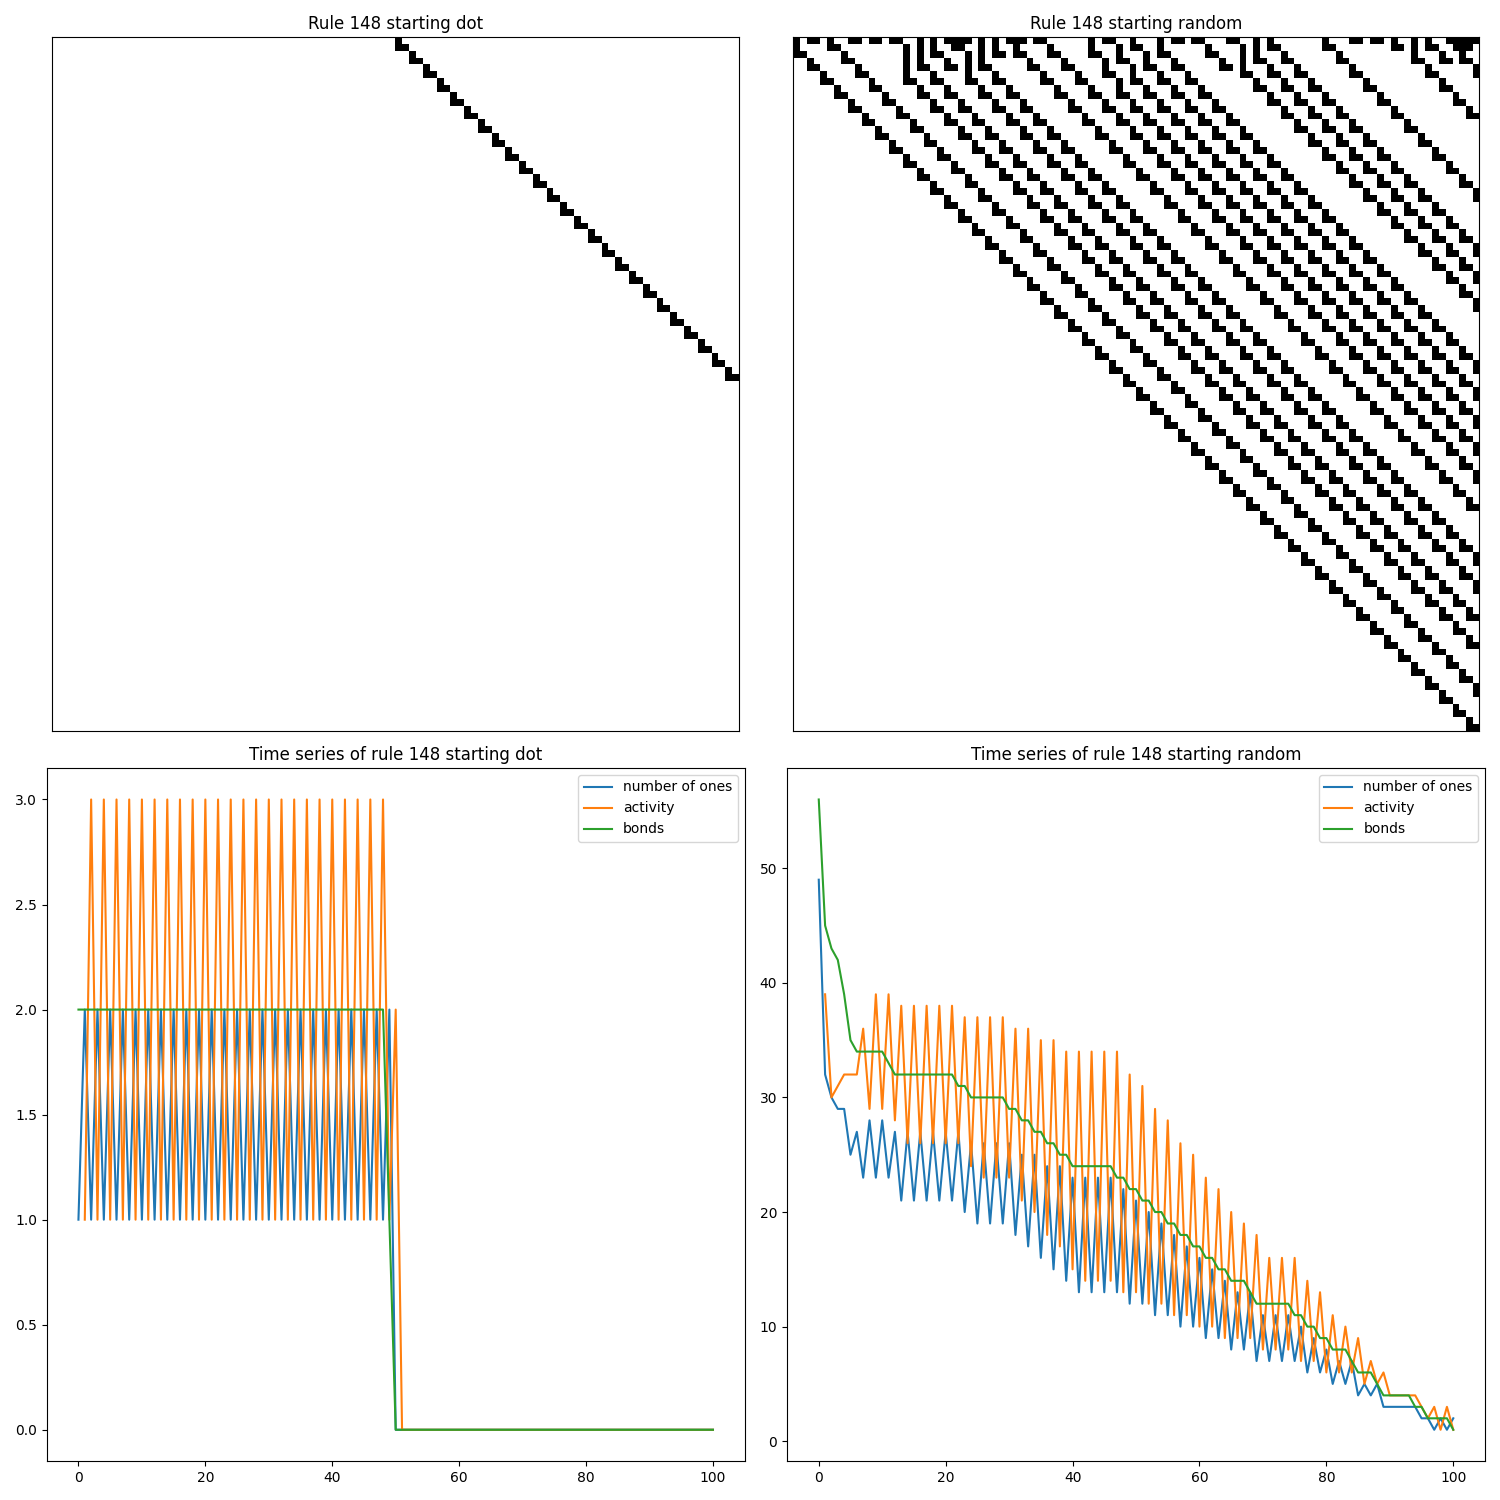 Rule 148 starting dot
Rule 148 starting random
Time series of rule 148 starting dot
3.0
2.5
2.0
1.5
1.0
0.5
0.0
0
20
40
60
80
100
number of ones
activity
bonds
Time series of rule 148 starting random
50
40
30
20
10
0
0
20
40
60
80
100
number of ones
activity
bonds